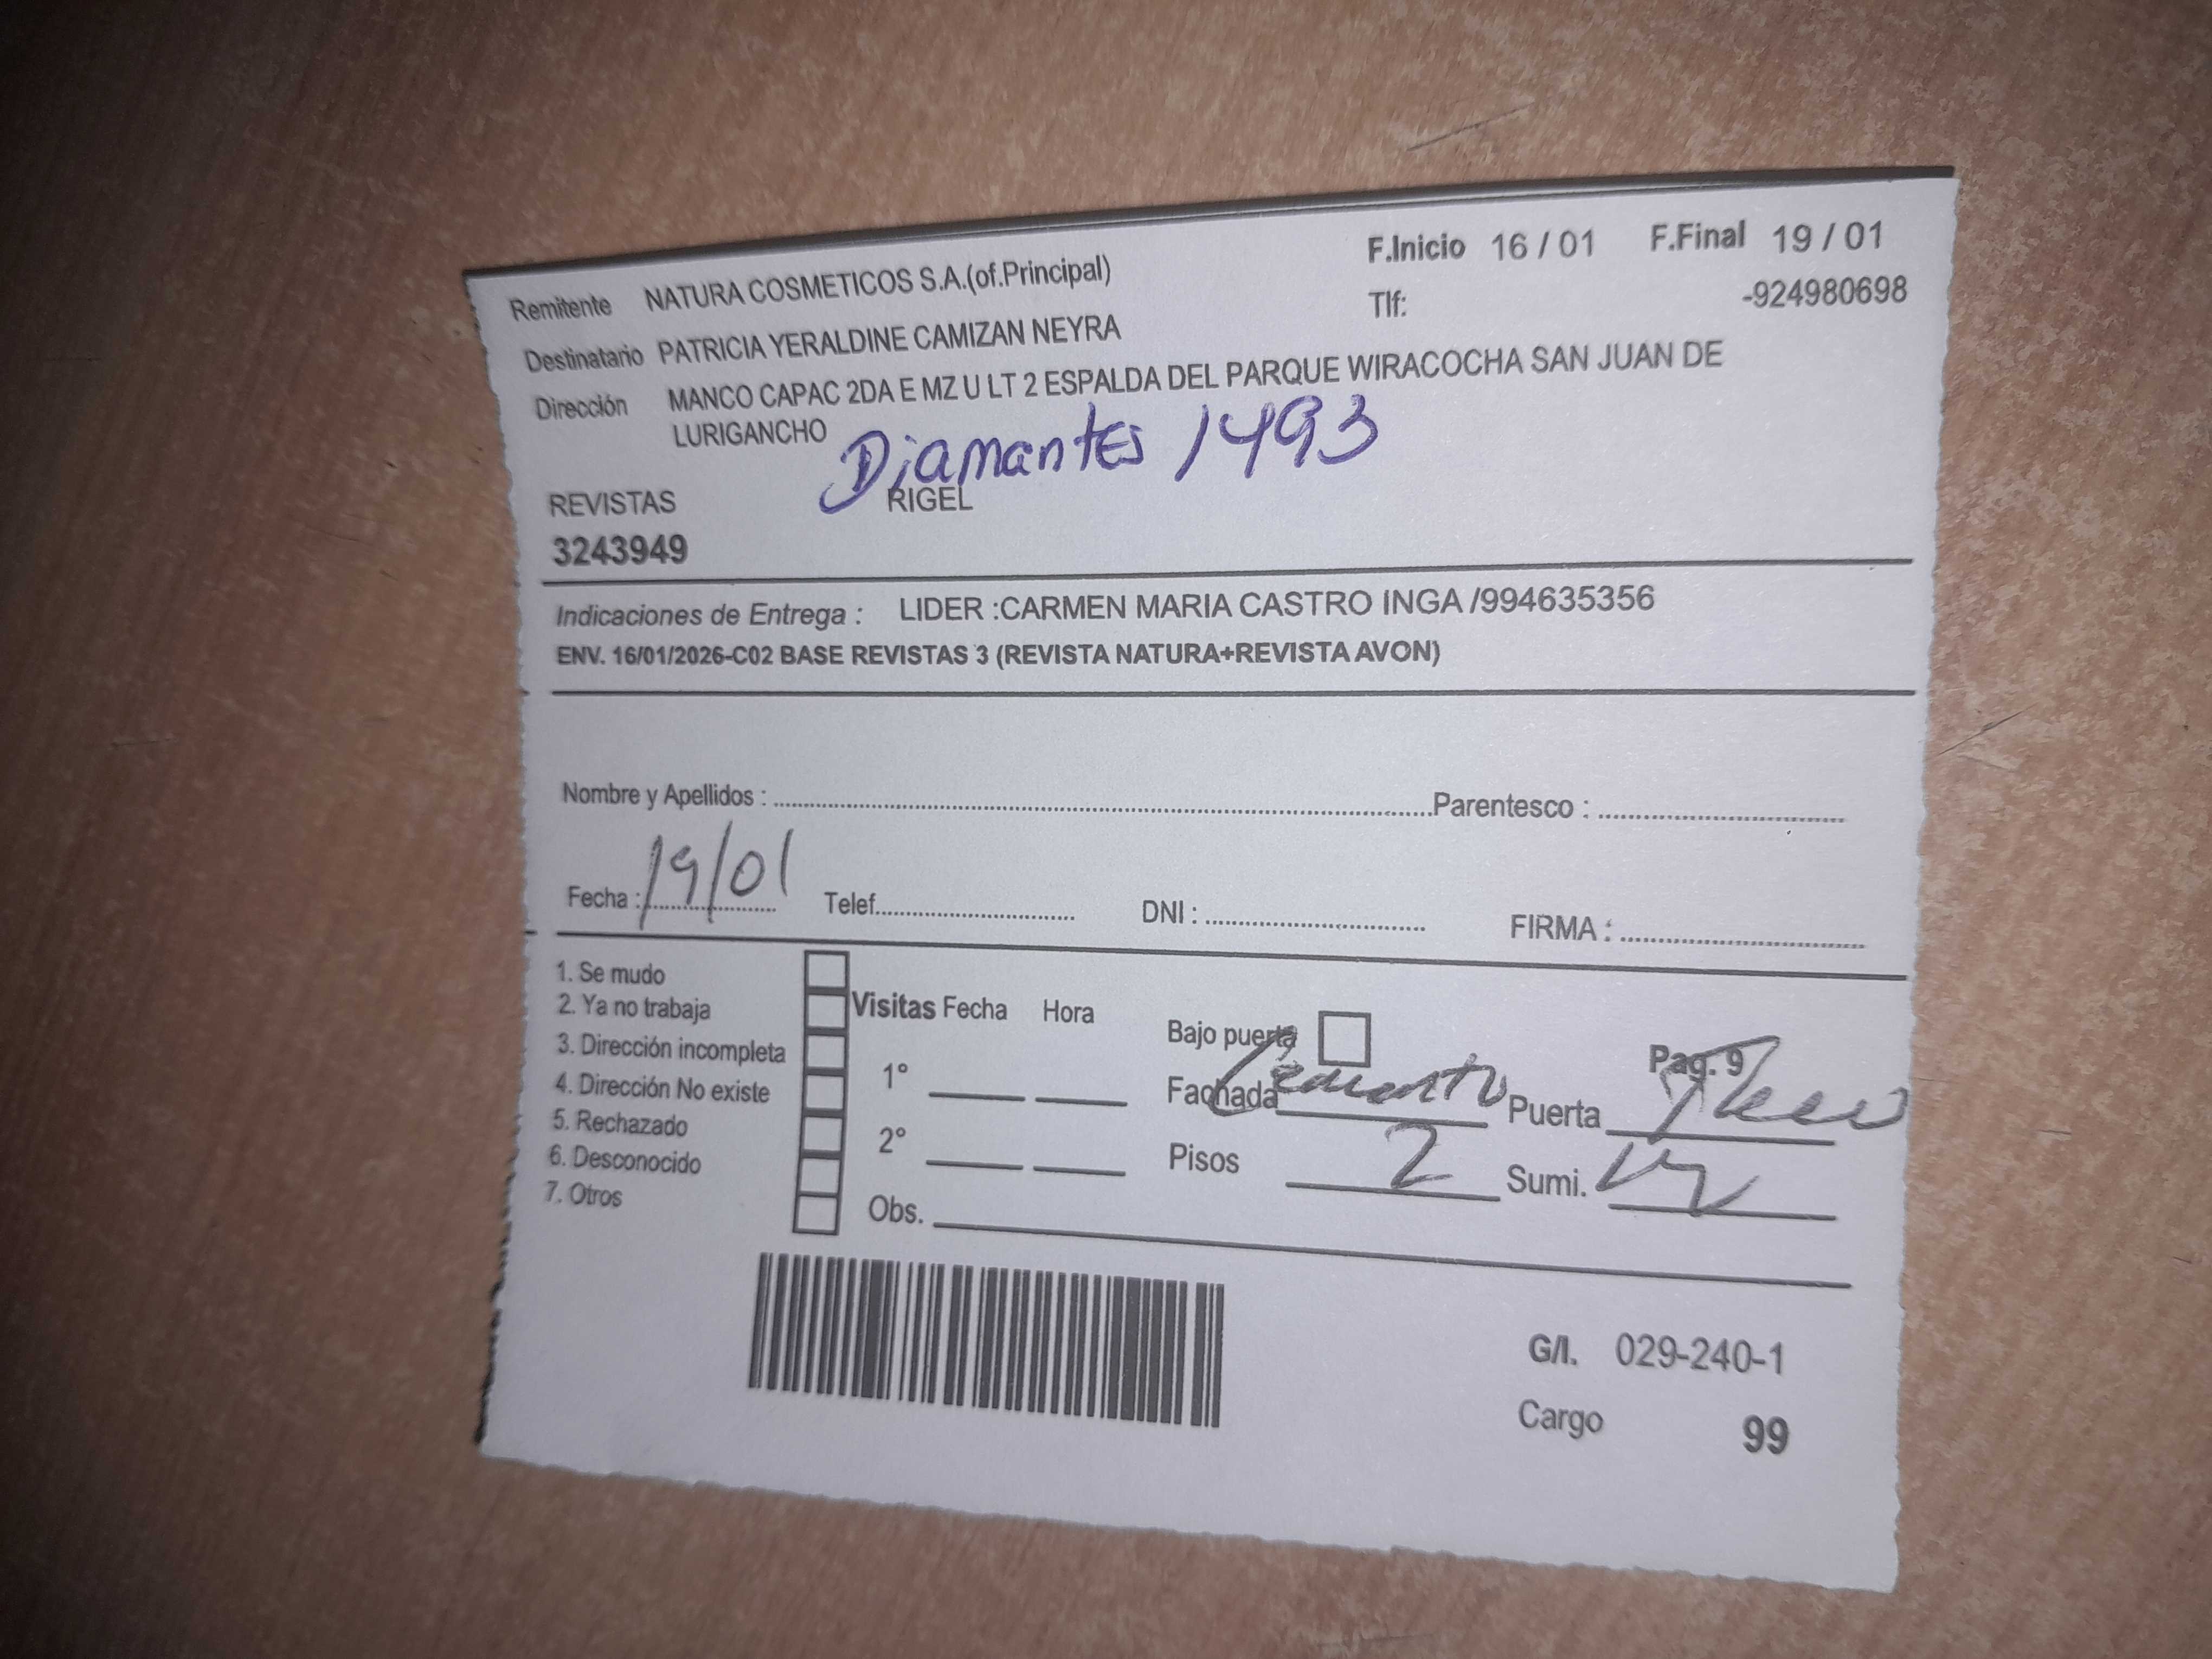 F.Inicio 16 / 01 F.Final 19 / 01
Remitente NATURA COSMETICOS S.A.(of.Principal)
Tlf: -924980698
Destinatario PATRICIA YERALDINE CAMIZAN NEYRA
Dirección MANCO CAPAC 2DA E MZ U LT 2 ESPALDA DEL PARQUE WIRACOCHA SAN JUAN DE
LURIGANCHO
Diamantes 1493
REVISTAS RIGEL
3243949
Indicaciones de Entrega : LIDER :CARMEN MARIA CASTRO INGA /994635356
ENV. 16/01/2026-C02 BASE REVISTAS 3 (REVISTA NATURA+REVISTA AVON)
Nombre y Apellidos : Parentesco :
Fecha : 19/01 Telef. DNI : FIRMA :
1. Se mudo
2. Ya no trabaja
3. Dirección incompleta
4. Dirección No existe
5. Rechazado
6. Desconocido
7. Otros
Visitas Fecha Hora
1°
2°
Obs.
Bajo puerta Pag. 9
Fachada Cemento Puerta
Pisos 2 Sumi.
G/I. 029-240-1
Cargo 99